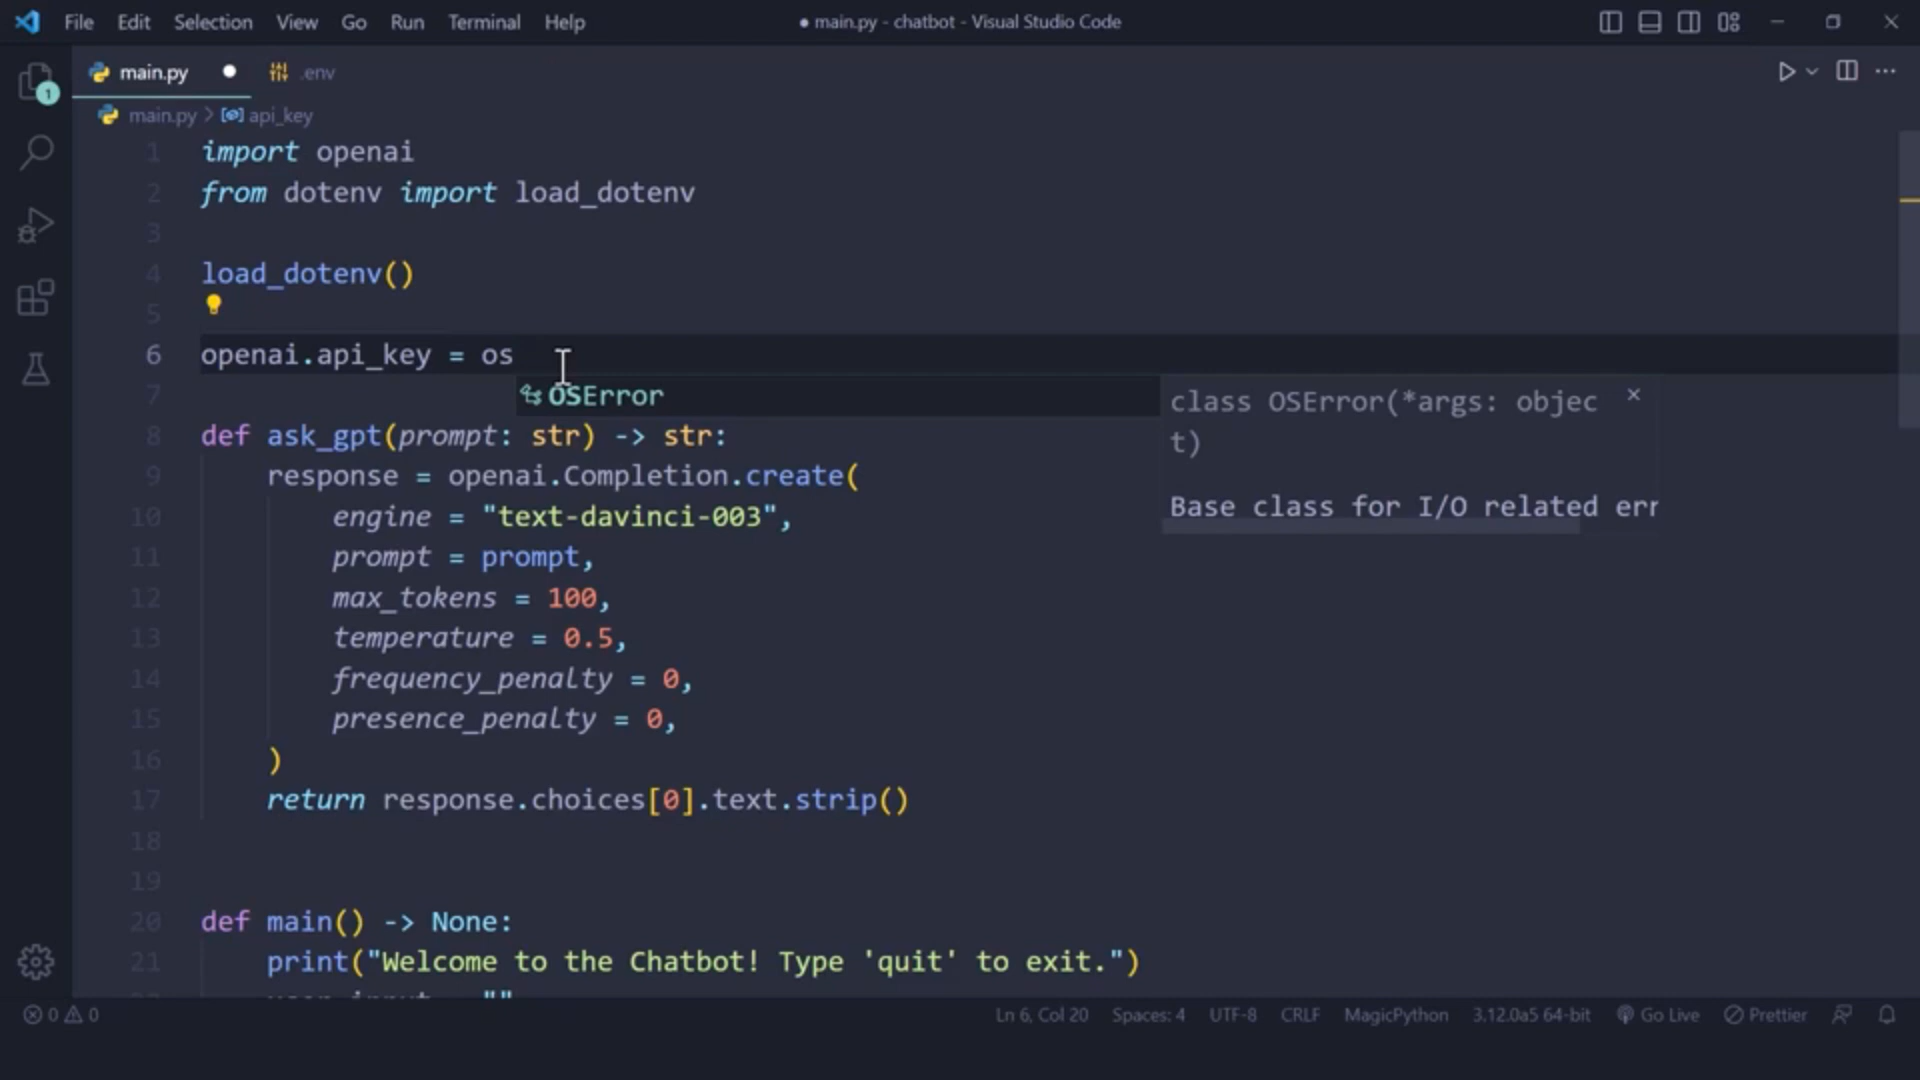 File Edit Selection View Go Run Terminal Help
● main.py - chatbot - Visual Studio Code
main.py ● .env
main.py > api_key
1
1 import openai
2 from dotenv import load_dotenv
3
4 load_dotenv()
5
6 openai.api_key = os
7 OSError
class OSError(*args: objec
t)
Base class for I/O related err
8 def ask_gpt(prompt: str) -> str:
9 response = openai.Completion.create(
10 engine = "text-davinci-003",
11 prompt = prompt,
12 max_tokens = 100,
13 temperature = 0.5,
14 frequency_penalty = 0,
15 presence_penalty = 0,
16 )
17 return response.choices[0].text.strip()
18
19
20 def main() -> None:
21 print("Welcome to the Chatbot! Type 'quit' to exit.")
0 0 Ln 6, Col 20 Spaces: 4 UTF-8 CRLF MagicPython 3.12.0a5 64-bit Go Live Prettier